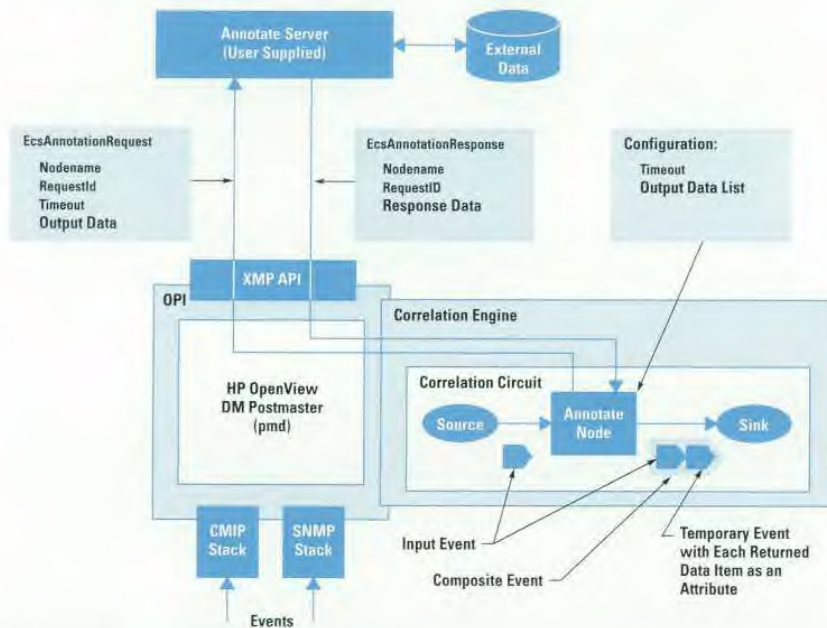 Annotate Server
(User Supplied)
External
Data
EcsAnnotationRequest
Nodename
RequestId
Timeout
Output Data
EcsAnnotationResponse
Nodename
RequestID
Response Data
Configuration:
Timeout
Output Data List
XMP API
OPI
HP OpenView
DM Postmaster
(pmd)
Correlation Engine
Correlation Circuit
Source
Annotate
Node
Sink
CMIP
Stack
SNMP
Stack
Events
Input Event
Composite Event
Temporary Event
with Each Returned
Data Item as an
Attribute